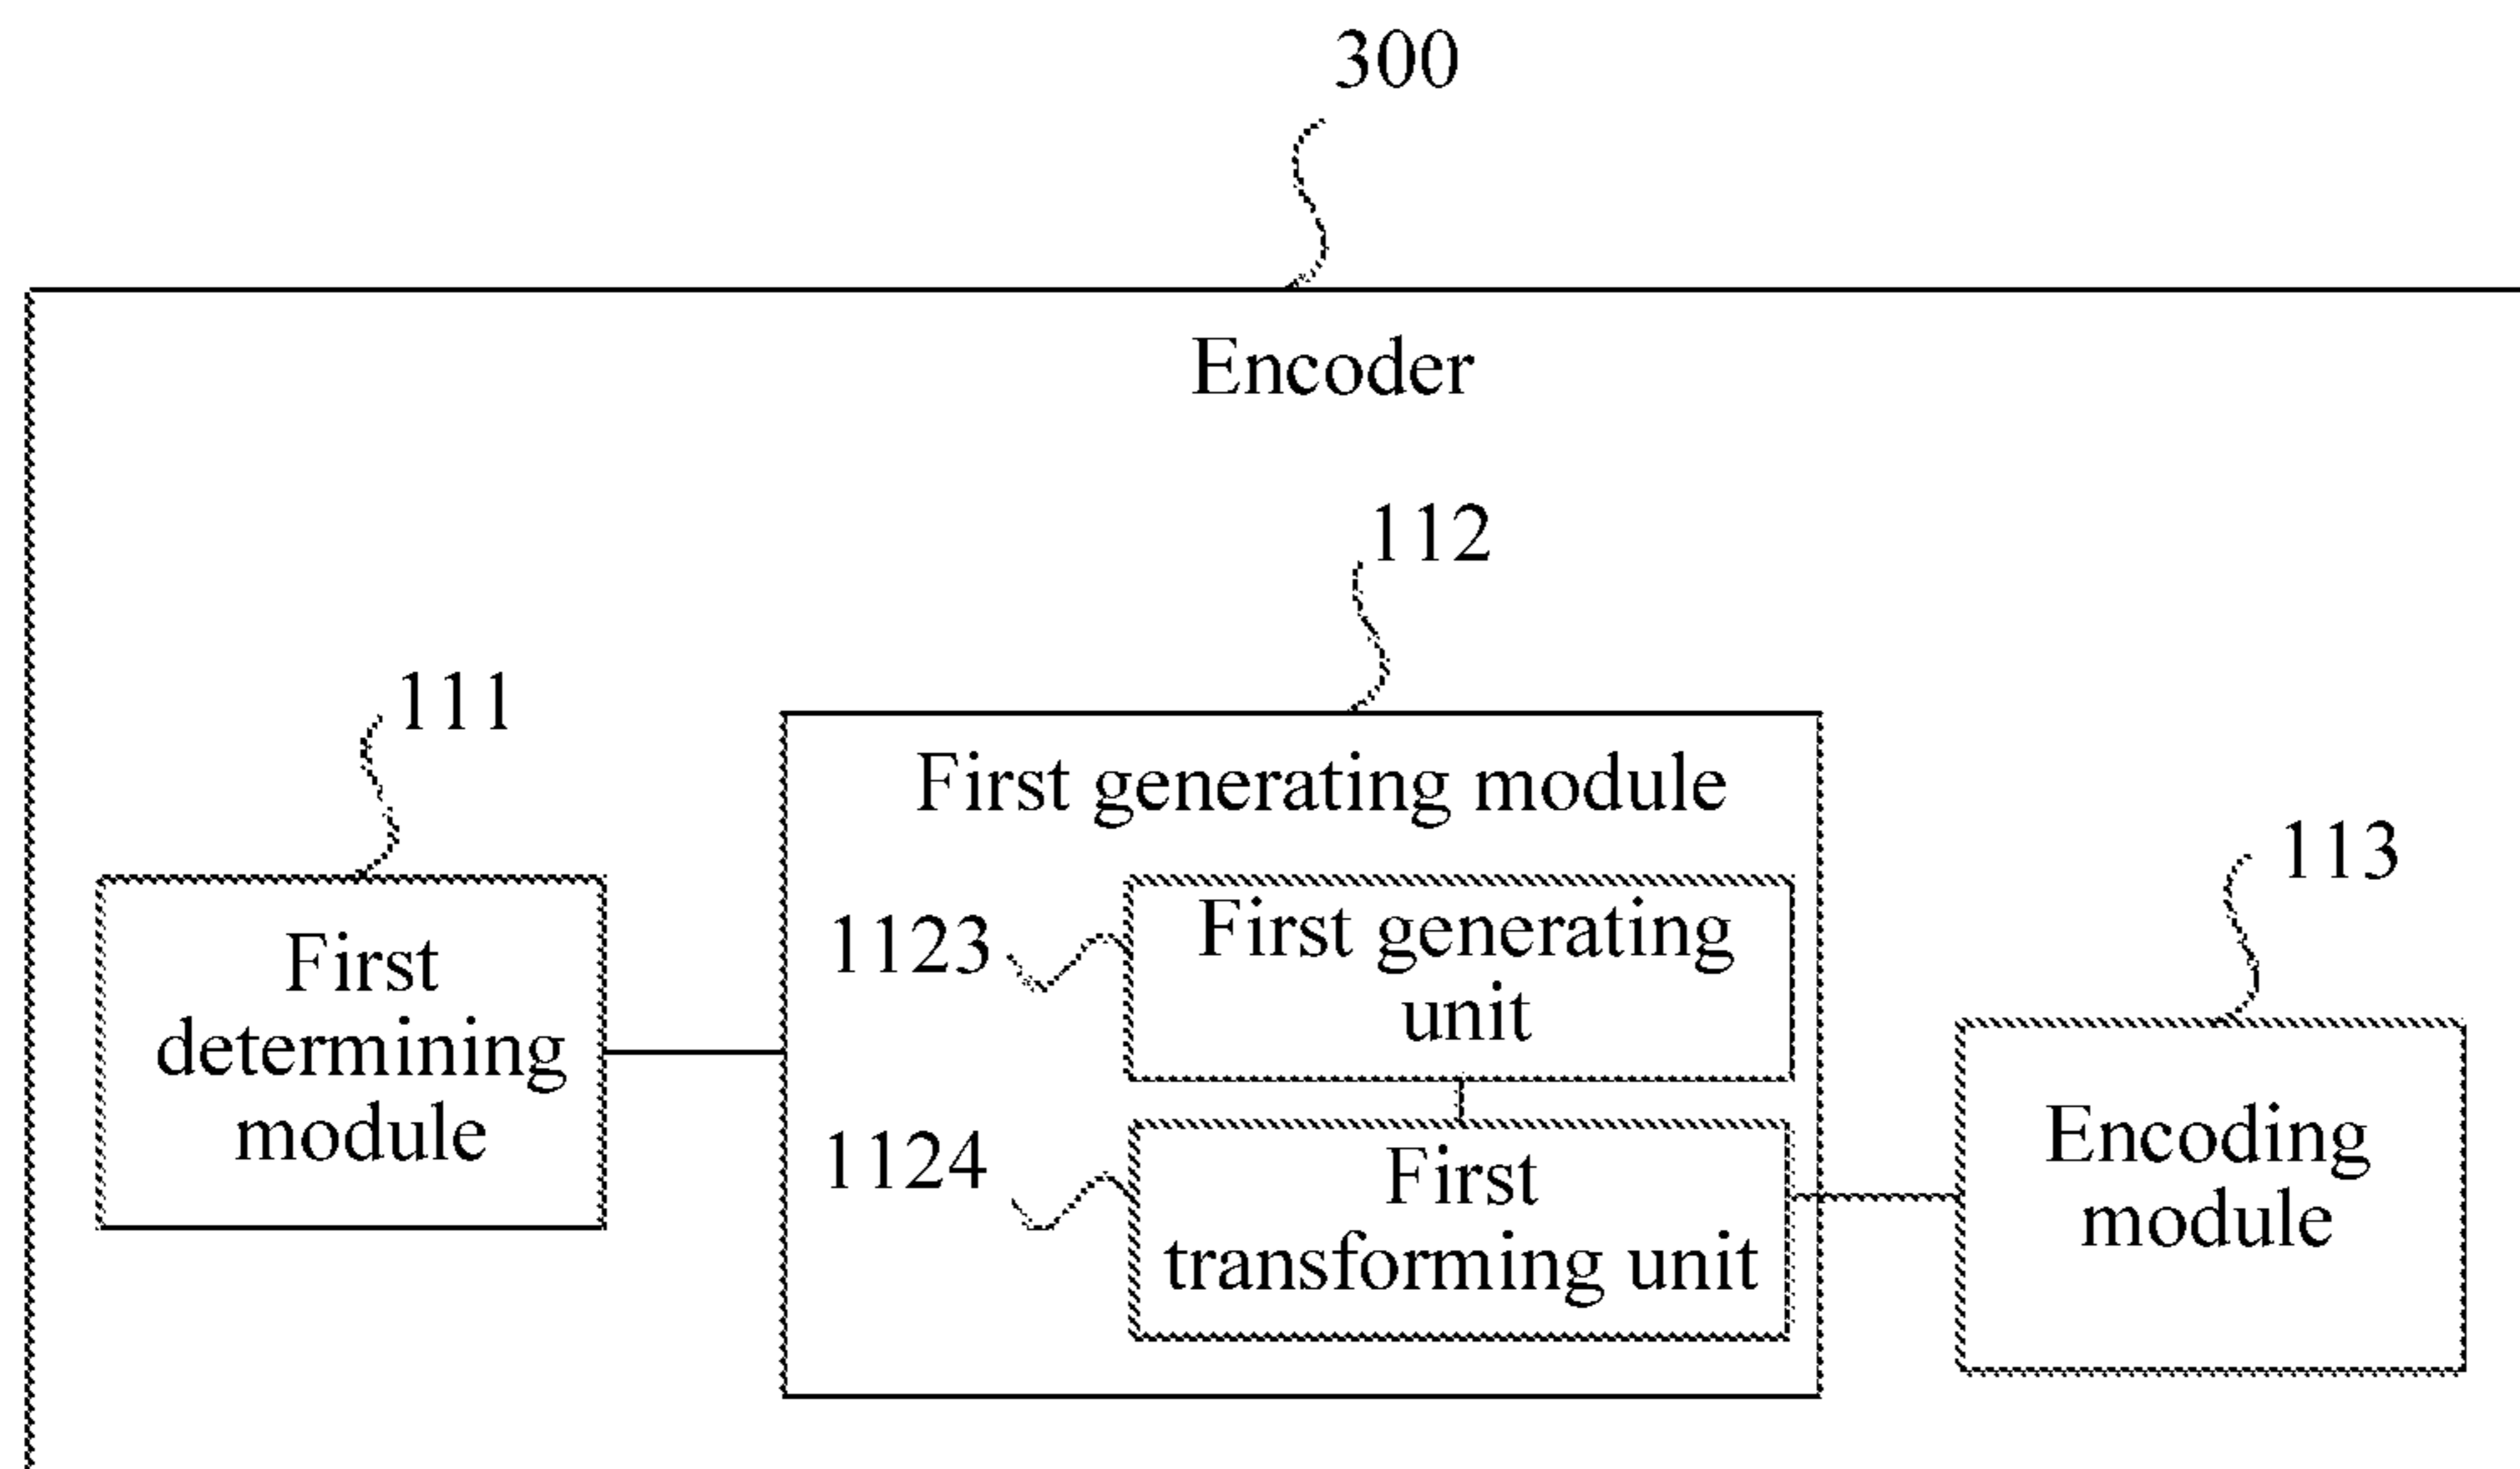 300
Encoder
112
111
First generating module
113
1123
First generating
unit
First
determining
module
1124
First
transforming unit
Encoding
module